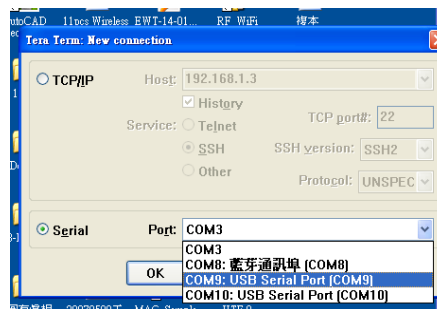 utoCAD 11pcs Wireless EWT-14-01... RF WiFi 複本
Tera Term: New connection
TCP/IP
Host: 192.168.1.3
History
Service: Telnet
TCP port#: 22
SSH
SSH version: SSH2
Other
Protocol: UNSPEC
Serial
Port: COM3
COM3
COM8: 藍芽通訊埠 (COM8)
COM9: USB Serial Port (COM9)
COM10: USB Serial Port (COM10)
OK